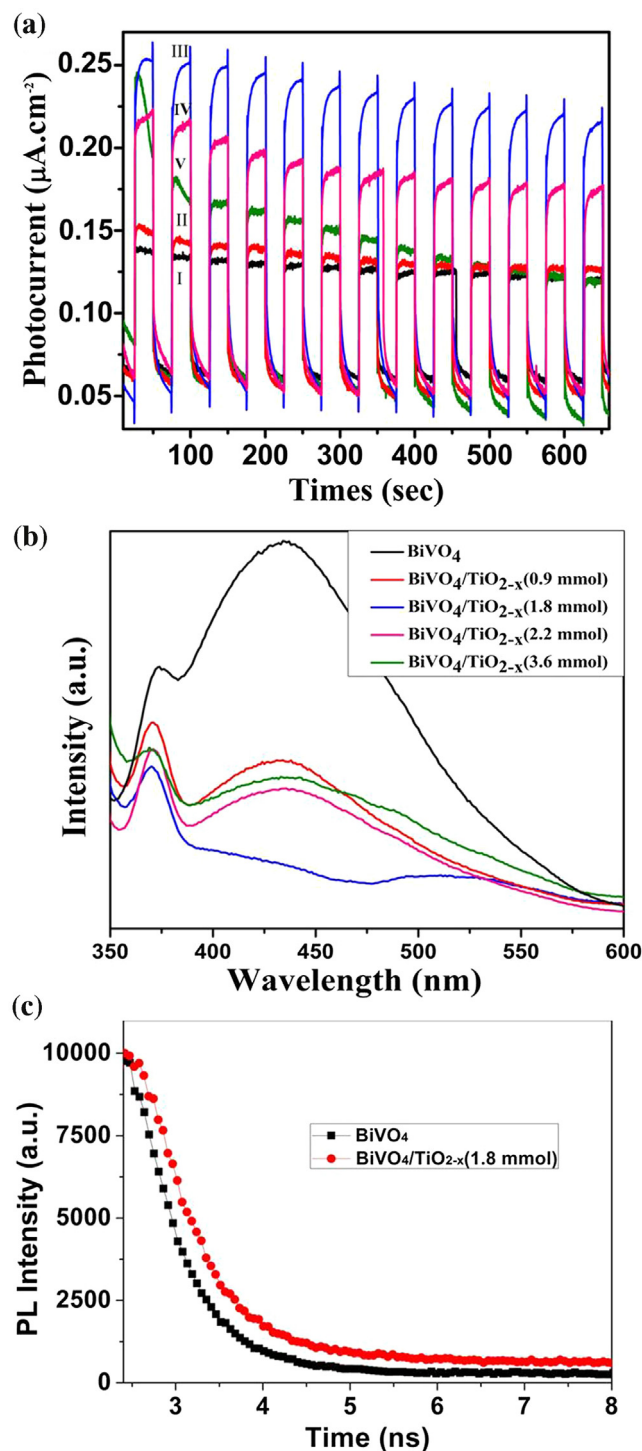 (a)
0.25
0.20
0.15
0.10
0.05
Photocurrent (µA.cm⁻²)
III
IV
V
II
I
100 200 300 400 500 600
Times (sec)
(b)
Intensity (a.u.)
BiVO₄
BiVO₄/TiO₂₋ₓ(0.9 mmol)
BiVO₄/TiO₂₋ₓ(1.8 mmol)
BiVO₄/TiO₂₋ₓ(2.2 mmol)
BiVO₄/TiO₂₋ₓ(3.6 mmol)
350 400 450 500 550 600
Wavelength (nm)
(c)
10000
7500
5000
2500
0
PL Intensity (a.u.)
BiVO₄
BiVO₄/TiO₂₋ₓ(1.8 mmol)
3 4 5 6 7 8
Time (ns)